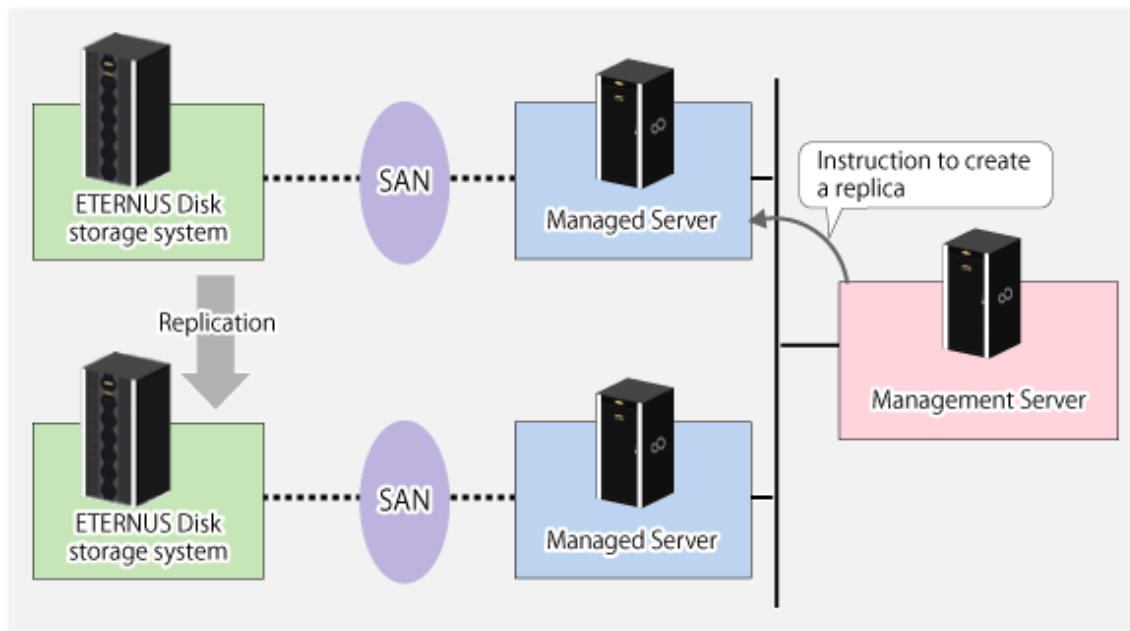 ETERNUS Disk
storage system
SAN
Managed Server
Instruction to create
a replica
Replication
Management Server
ETERNUS Disk
storage system
SAN
Managed Server